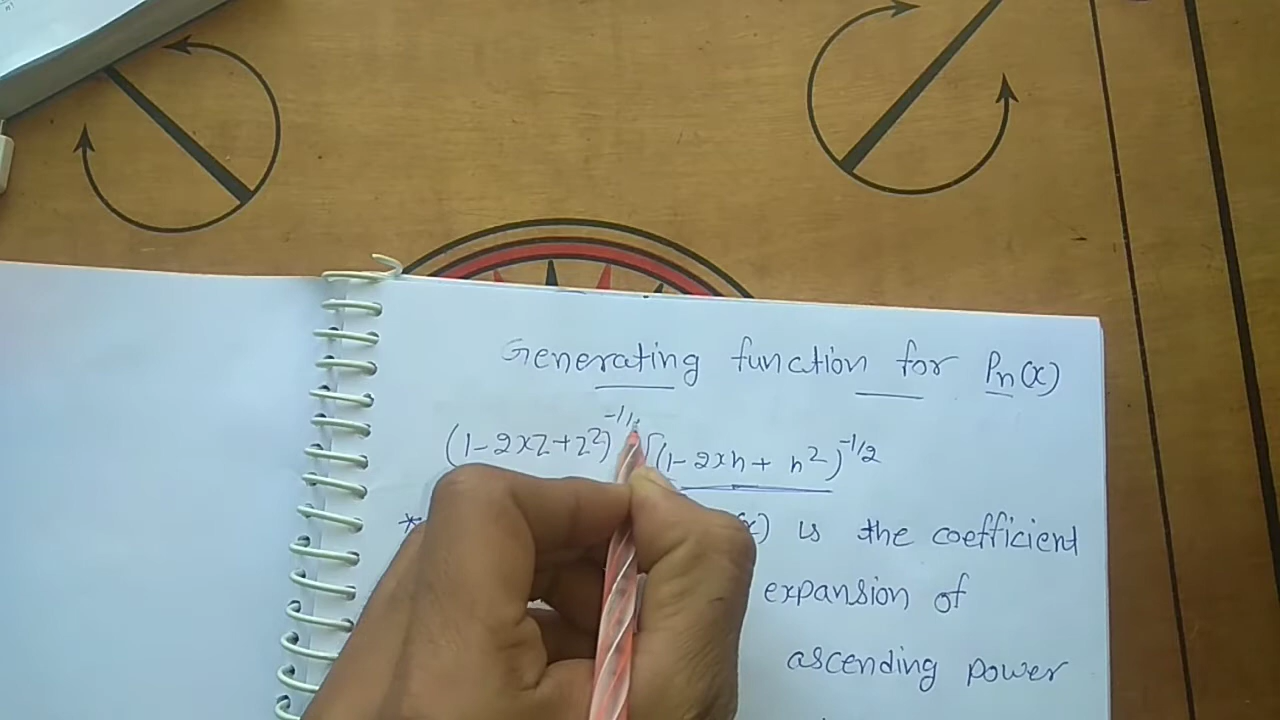 Generating function for Pn(x)
(1-2xz+z²)^-1/2 (1-2xh+h²)^-1/2
* (x) is the coefficient
expansion of
ascending power